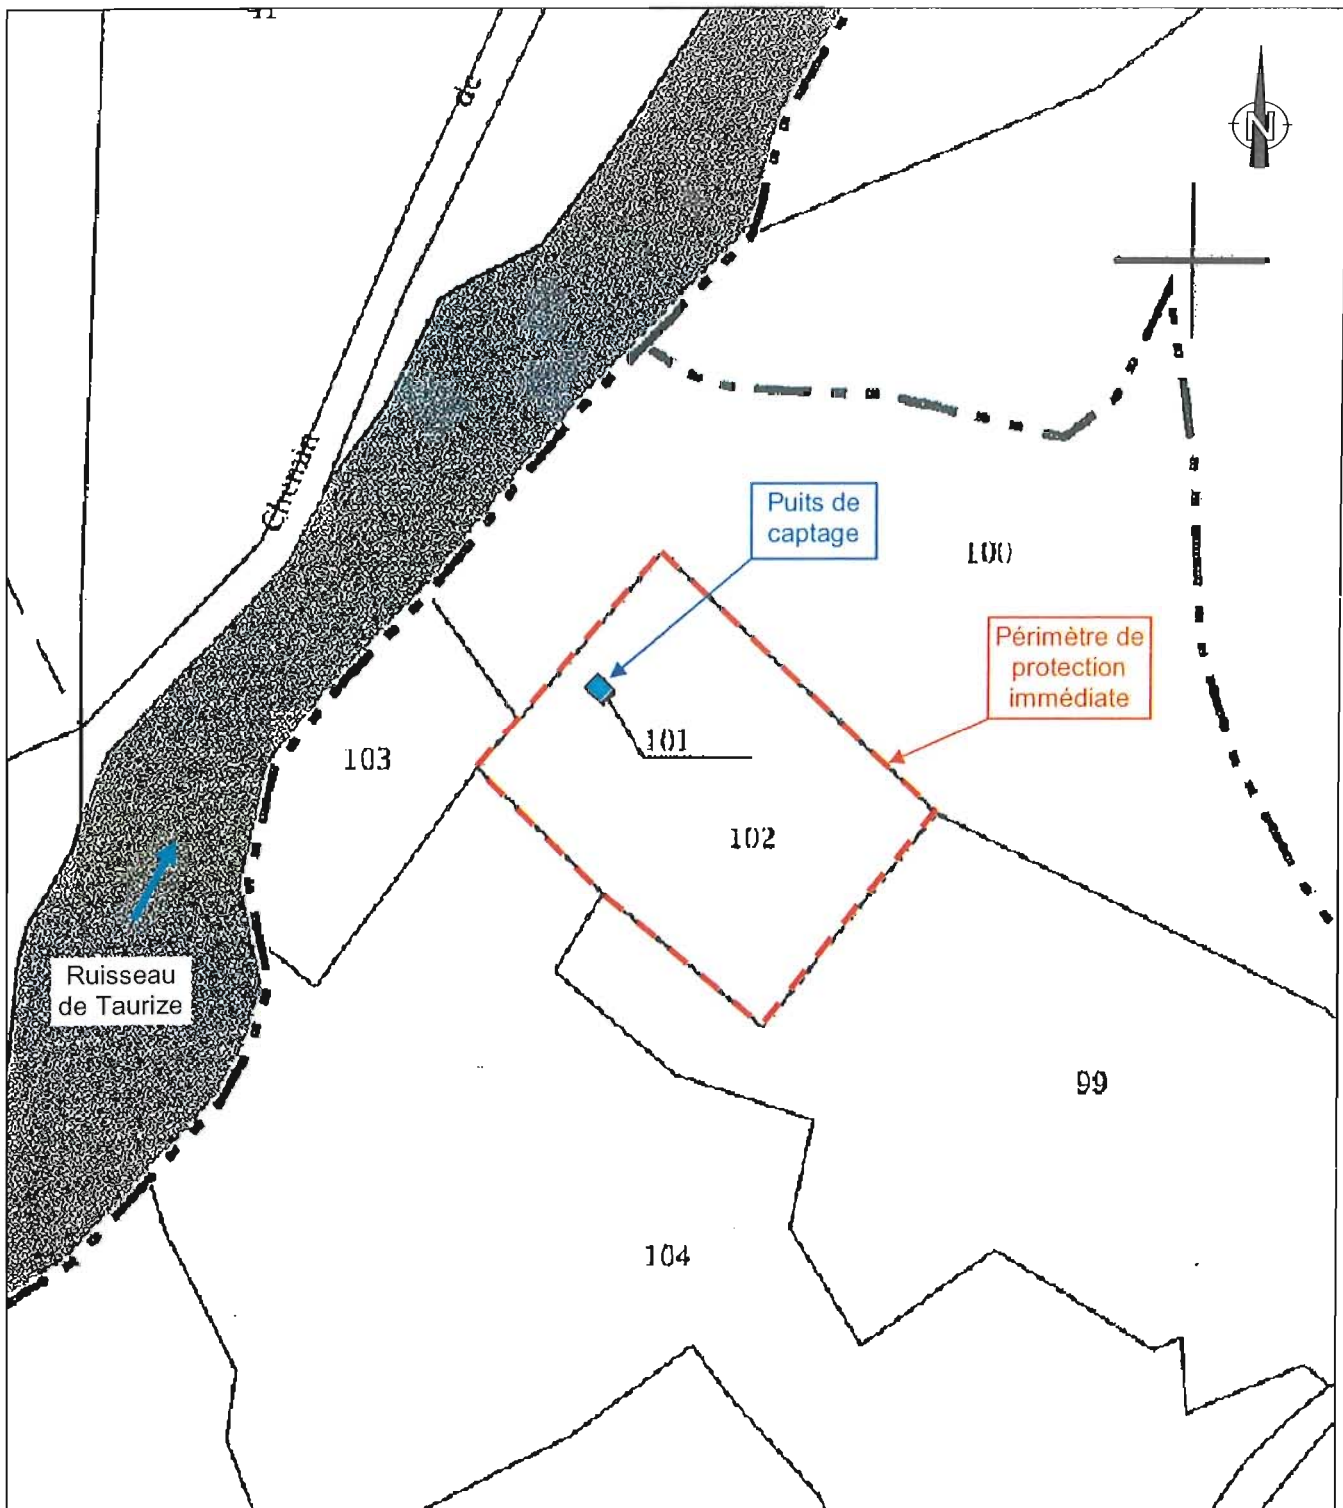 de
N
Chemin
Puits de
captage
100
Périmètre de
protection
immédiate
101
103
102
Ruisseau
de Taurize
99
104